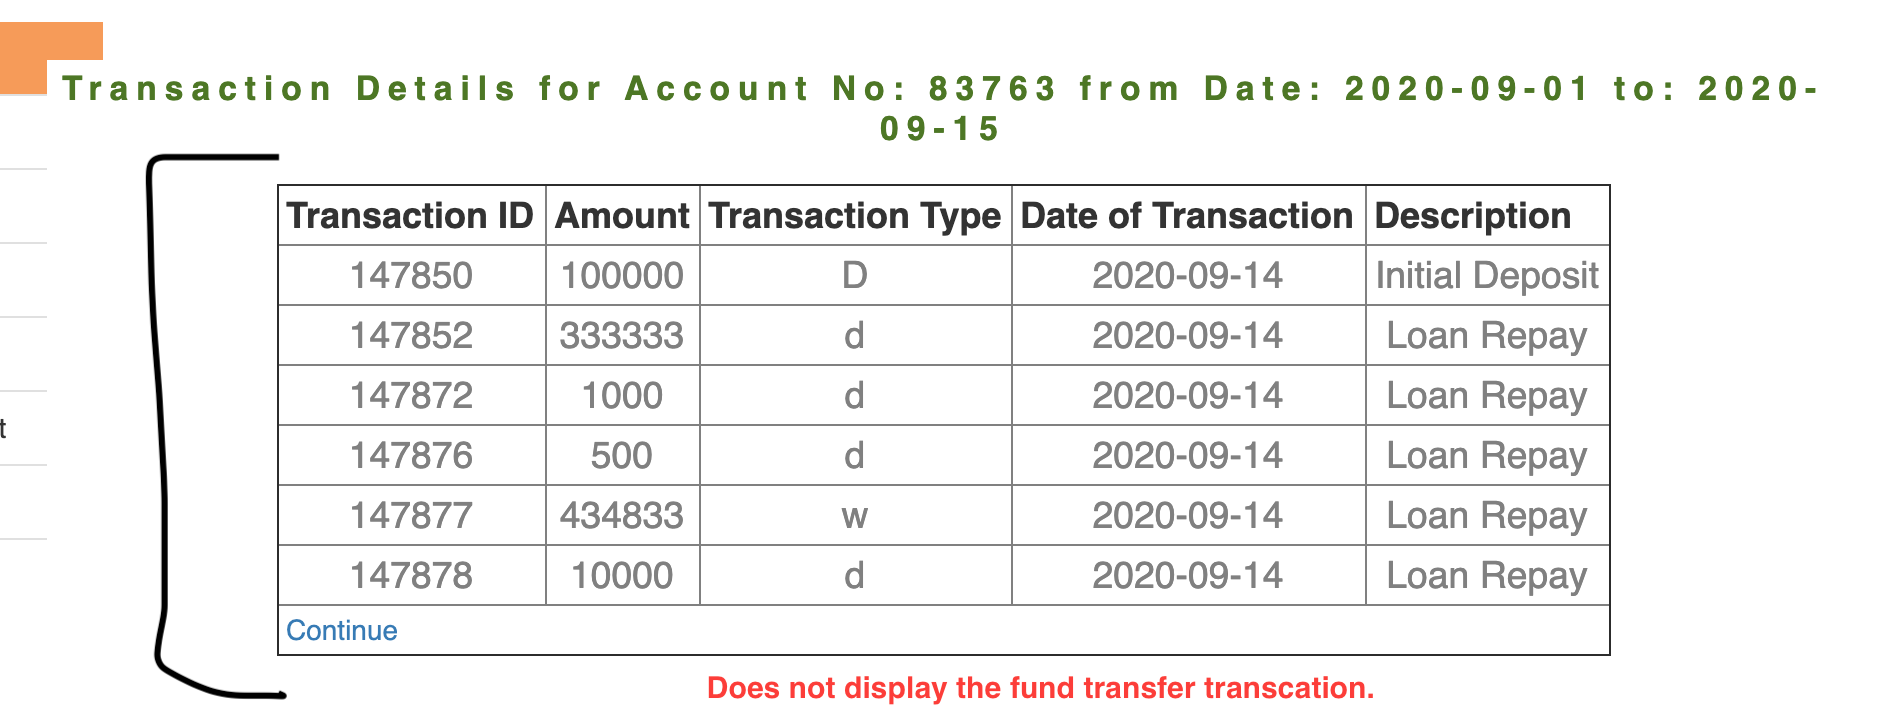 Transaction Details for Account No: 83763 from Date: 2020-09-01 to: 2020-
09-15
Transaction ID Amount Transaction Type Date of Transaction Description
147850 100000 D 2020-09-14 Initial Deposit
147852 333333 d 2020-09-14 Loan Repay
147872 1000 d 2020-09-14 Loan Repay
t
147876 500 d 2020-09-14 Loan Repay
147877 434833 w 2020-09-14 Loan Repay
147878 10000 d 2020-09-14 Loan Repay
Continue
Does not display the fund transfer transcation.